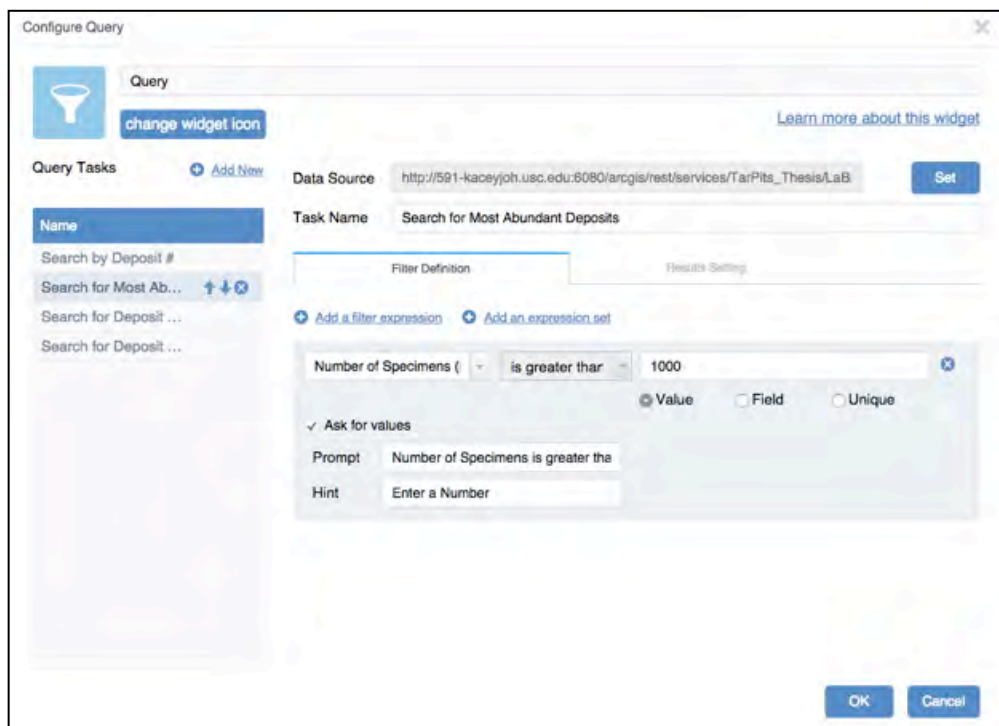 Configure Query
Query
change widget icon
Learn more about this widget
Query Tasks
Add New
Data Source
http://591-kaceyjoh.usc.edu:6080/arcgis/rest/services/TarPits_Thesis/LaB
Set
Task Name
Search for Most Abundant Deposits
Name
Search by Deposit #
Search for Most Ab...
Search for Deposit ...
Search for Deposit ...
Filter Definition
Results Setting
Add a filter expression
Add an expression set
Number of Specimens (
is greater thar
1000
Value
Field
Unique
Ask for values
Prompt
Number of Specimens is greater tha
Hint
Enter a Number
OK
Cancel